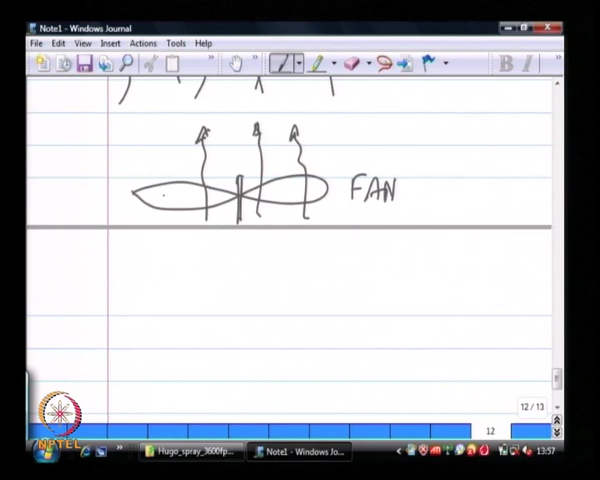 Note1 - Windows Journal
File Edit View Insert Actions Tools Help
B I
FAN
12 / 13
12
NPTEL
Hugo_spray_3600fp...
Note1 - Windows Jo...
13:57